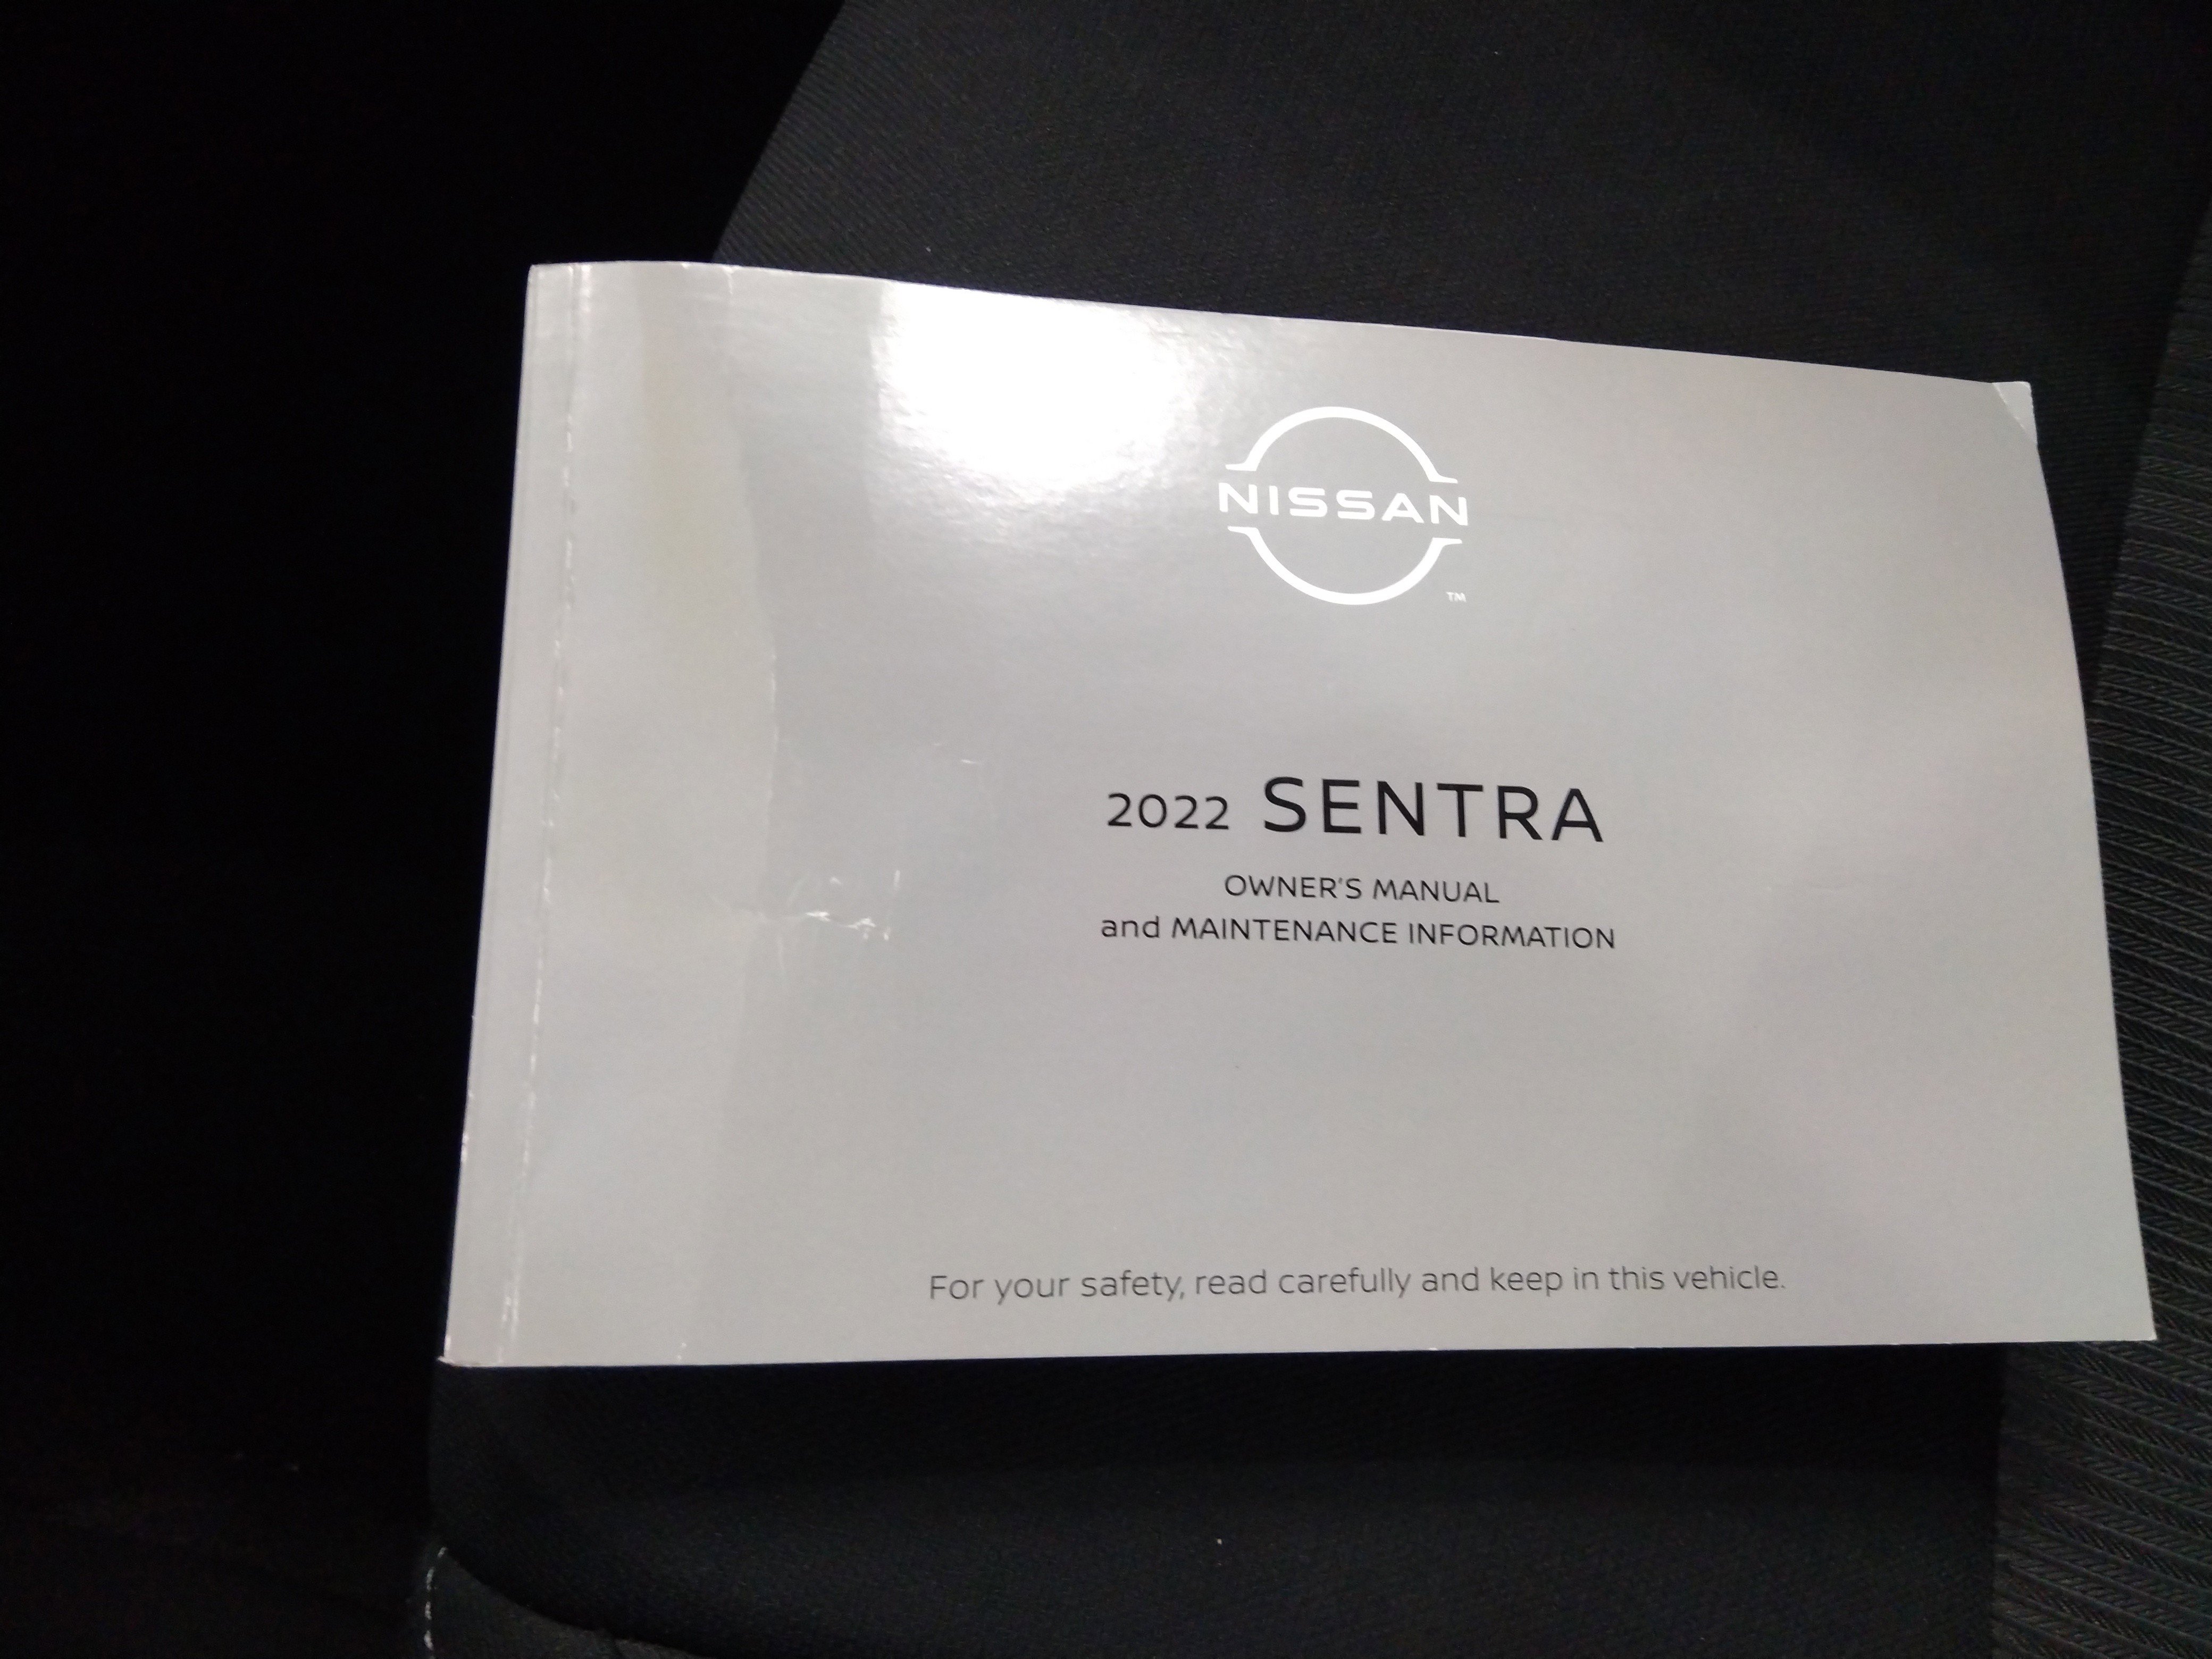 NISSAN
TM
2022 SENTRA
OWNER'S MANUAL
and MAINTENANCE INFORMATION
For your safety, read carefully and keep in this vehicle.